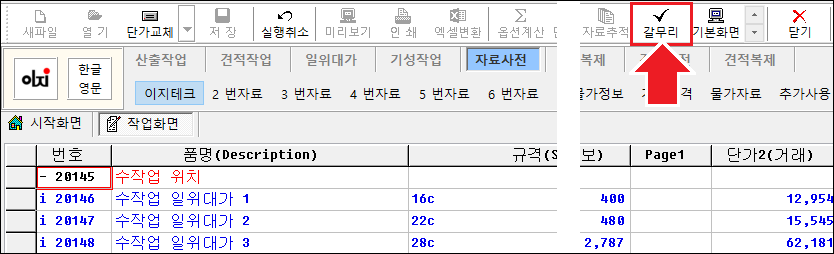 새파일 열 기 단가교체 저 장 실행취소 미리보기 인 쇄 엑셀변환 옵션계산 단 자료추적 갈무리 기본화면 닫기
산출작업 견적작업 일위대가 기성작업 자료사전 복제 전 견적복제
이지 한글
영문
이지테크 2 번자료 3 번자료 4 번자료 5 번자료 6 번자료 물가정보 격 물가자료 추가사용
시작화면 작업화면
번호 품명(Description) 규격(S 보) Page1 단가2(거래)
- 20145 수작업 위치
i 20146 수작업 일위대가 1 16c 400 12,954
i 20147 수작업 일위대가 2 22c 480 15,545
i 20148 수작업 일위대가 3 28c 2,787 62,181